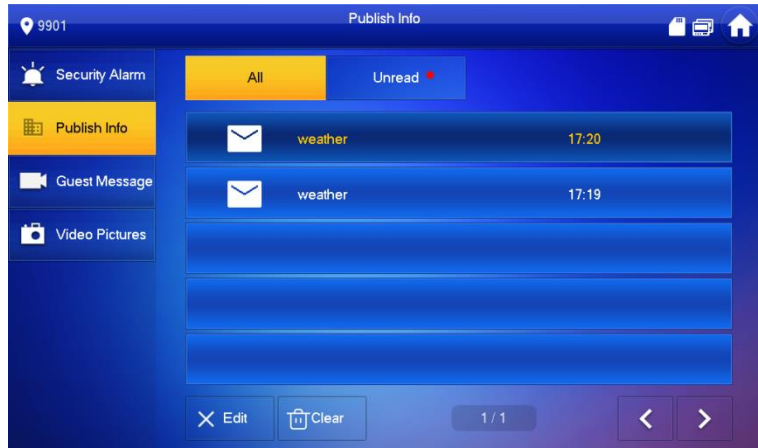 9901
Publish Info
Security Alarm
Publish Info
Guest Message
Video Pictures
All
Unread
weather 17:20
weather 17:19
Edit
Clear
1 / 1